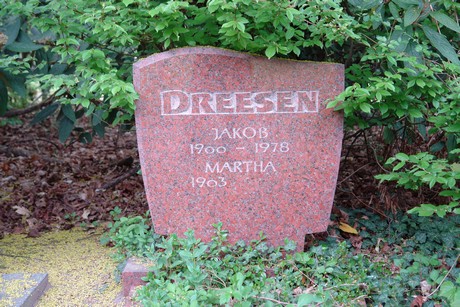 DREESEN
JAKOB
1900 - 1978
MARTHA
1903